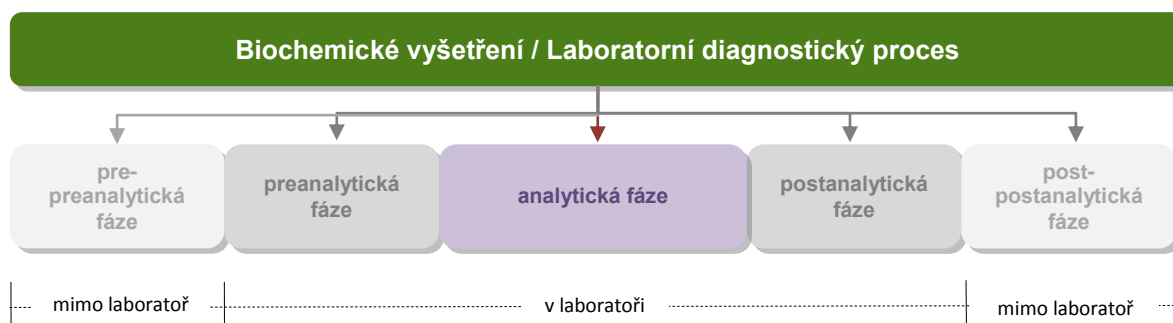 Biochemické vyšetření / Laboratorní diagnostický proces
pre-
preanalytická
fáze
preanalytická
fáze
analytická fáze
postanalytická
fáze
post-
postanalytická
fáze
mimo laboratoř
v laboratoři
mimo laboratoř